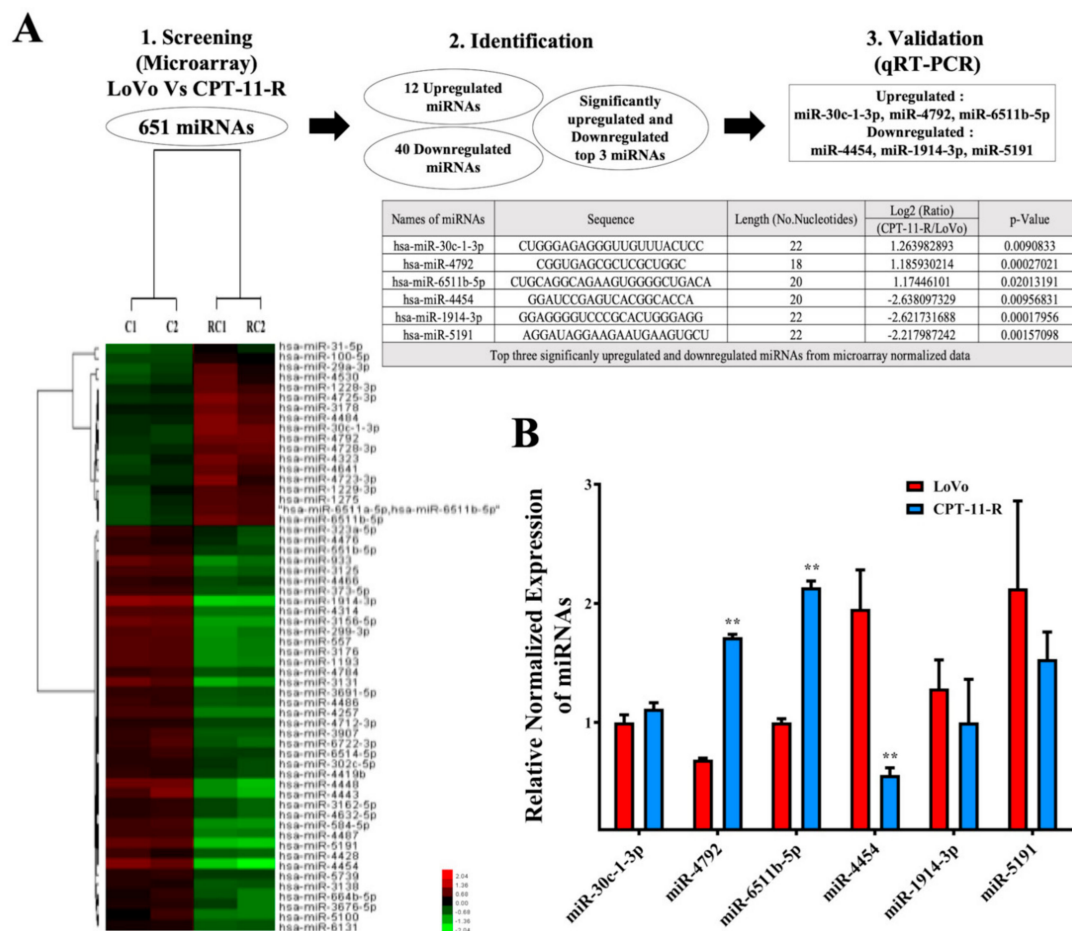 A
1. Screening
(Microarray)
LoVo Vs CPT-11-R
651 miRNAs
2. Identification
12 Upregulated
miRNAs
40 Downregulated
miRNAs
Significantly
upregulated and
Downregulated
top 3 miRNAs
3. Validation
(qRT-PCR)
Upregulated :
miR-30c-1-3p, miR-4792, miR-6511b-5p
Downregulated :
miR-4454, miR-1914-3p, miR-5191
Names of miRNAs Sequence Length (No.Nucleotides) Log2 (Ratio) (CPT-11-R/LoVo) p-Value
hsa-miR-30c-1-3p CUGGGAGAGGGUUGUUUACUCC 22 1.263982893 0.0090833
hsa-miR-4792 CGGUGAGCGCUCGCUGGC 18 1.185930214 0.00027021
hsa-miR-6511b-5p CUGCAGGCAGAAGUGGGGCUGACA 20 1.17446101 0.02013191
hsa-miR-4454 GGAUCCGAGUCACGGCACCA 20 -2.638097329 0.00956831
hsa-miR-1914-3p GGAGGGGUCCCGCACUGGGAGG 22 -2.621731688 0.00017956
hsa-miR-5191 AGGAUAGGAAGAAUGAAGUGCU 22 -2.217987242 0.00157098
Top three significantly upregulated and downregulated miRNAs from microarray normalized data
C1 C2 RC1 RC2
hsa-miR-31-5p
hsa-miR-100-5p
hsa-miR-29a-3p
hsa-miR-4530
hsa-miR-1228-3p
hsa-miR-4725-3p
hsa-miR-3178
hsa-miR-4484
hsa-miR-30c-1-3p
hsa-miR-4792
hsa-miR-4728-3p
hsa-miR-4323
hsa-miR-4641
hsa-miR-4723-3p
hsa-miR-1229-3p
hsa-miR-1275
"hsa-miR-6511a-5p,hsa-miR-6511b-5p"
hsa-miR-6511b-5p
hsa-miR-323a-5p
hsa-miR-4476
hsa-miR-551b-5p
hsa-miR-933
hsa-miR-3125
hsa-miR-4466
hsa-miR-373-5p
hsa-miR-1914-3p
hsa-miR-4314
hsa-miR-3156-5p
hsa-miR-299-3p
hsa-miR-557
hsa-miR-3176
hsa-miR-1193
hsa-miR-4784
hsa-miR-3131
hsa-miR-3691-5p
hsa-miR-4486
hsa-miR-4257
hsa-miR-4712-3p
hsa-miR-3907
hsa-miR-6722-3p
hsa-miR-6514-5p
hsa-miR-302c-5p
hsa-miR-4419b
hsa-miR-4448
hsa-miR-4443
hsa-miR-3162-5p
hsa-miR-4632-5p
hsa-miR-584-5p
hsa-miR-4487
hsa-miR-5191
hsa-miR-4428
hsa-miR-4454
hsa-miR-5739
hsa-miR-3138
hsa-miR-664b-5p
hsa-miR-3676-5p
hsa-miR-5100
hsa-miR-6131
2.04
1.36
0.68
0.00
-0.68
-1.36
-2.04
B
Relative Normalized Expression
of miRNAs
3
2
1
LoVo
CPT-11-R
**
**
**
miR-30c-1-3p
miR-4792
miR-6511b-5p
miR-4454
miR-1914-3p
miR-5191